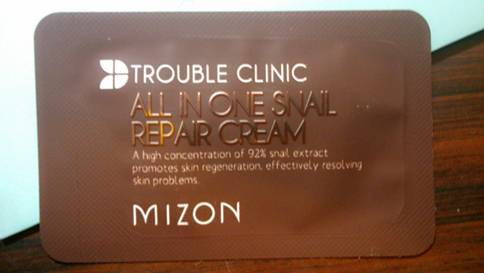 TROUBLE CLINIC
ALL IN ONE SNAIL
REPAIR CREAM
A high concentration of 92% snail extract
promotes skin regeneration, effectively resolving
skin problems.
MIZON